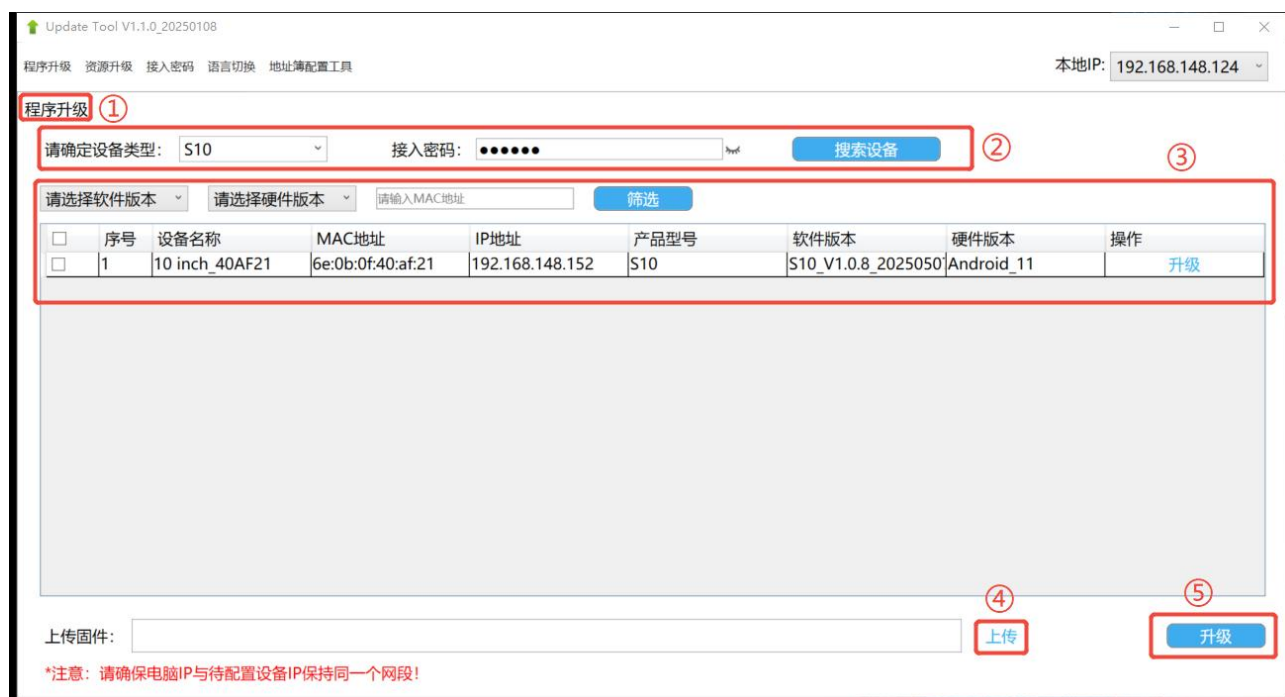 Update Tool V1.1.0_20250108
程序升级 资源升级 接入密码 语言切换 地址簿配置工具 本地IP: 192.168.148.124
程序升级 ①
请确定设备类型: S10 接入密码: ●●●●●● 搜索设备 ②
③
请选择软件版本 请选择硬件版本 请输入MAC地址 筛选
序号 设备名称 MAC地址 IP地址 产品型号 软件版本 硬件版本 操作
1 10 inch_40AF21 6e:0b:0f:40:af:21 192.168.148.152 S10 S10_V1.0.8_2025050 Android_11 升级
④ ⑤
上传固件: 上传 升级
*注意: 请确保电脑IP与待配置设备IP保持同一个网段!